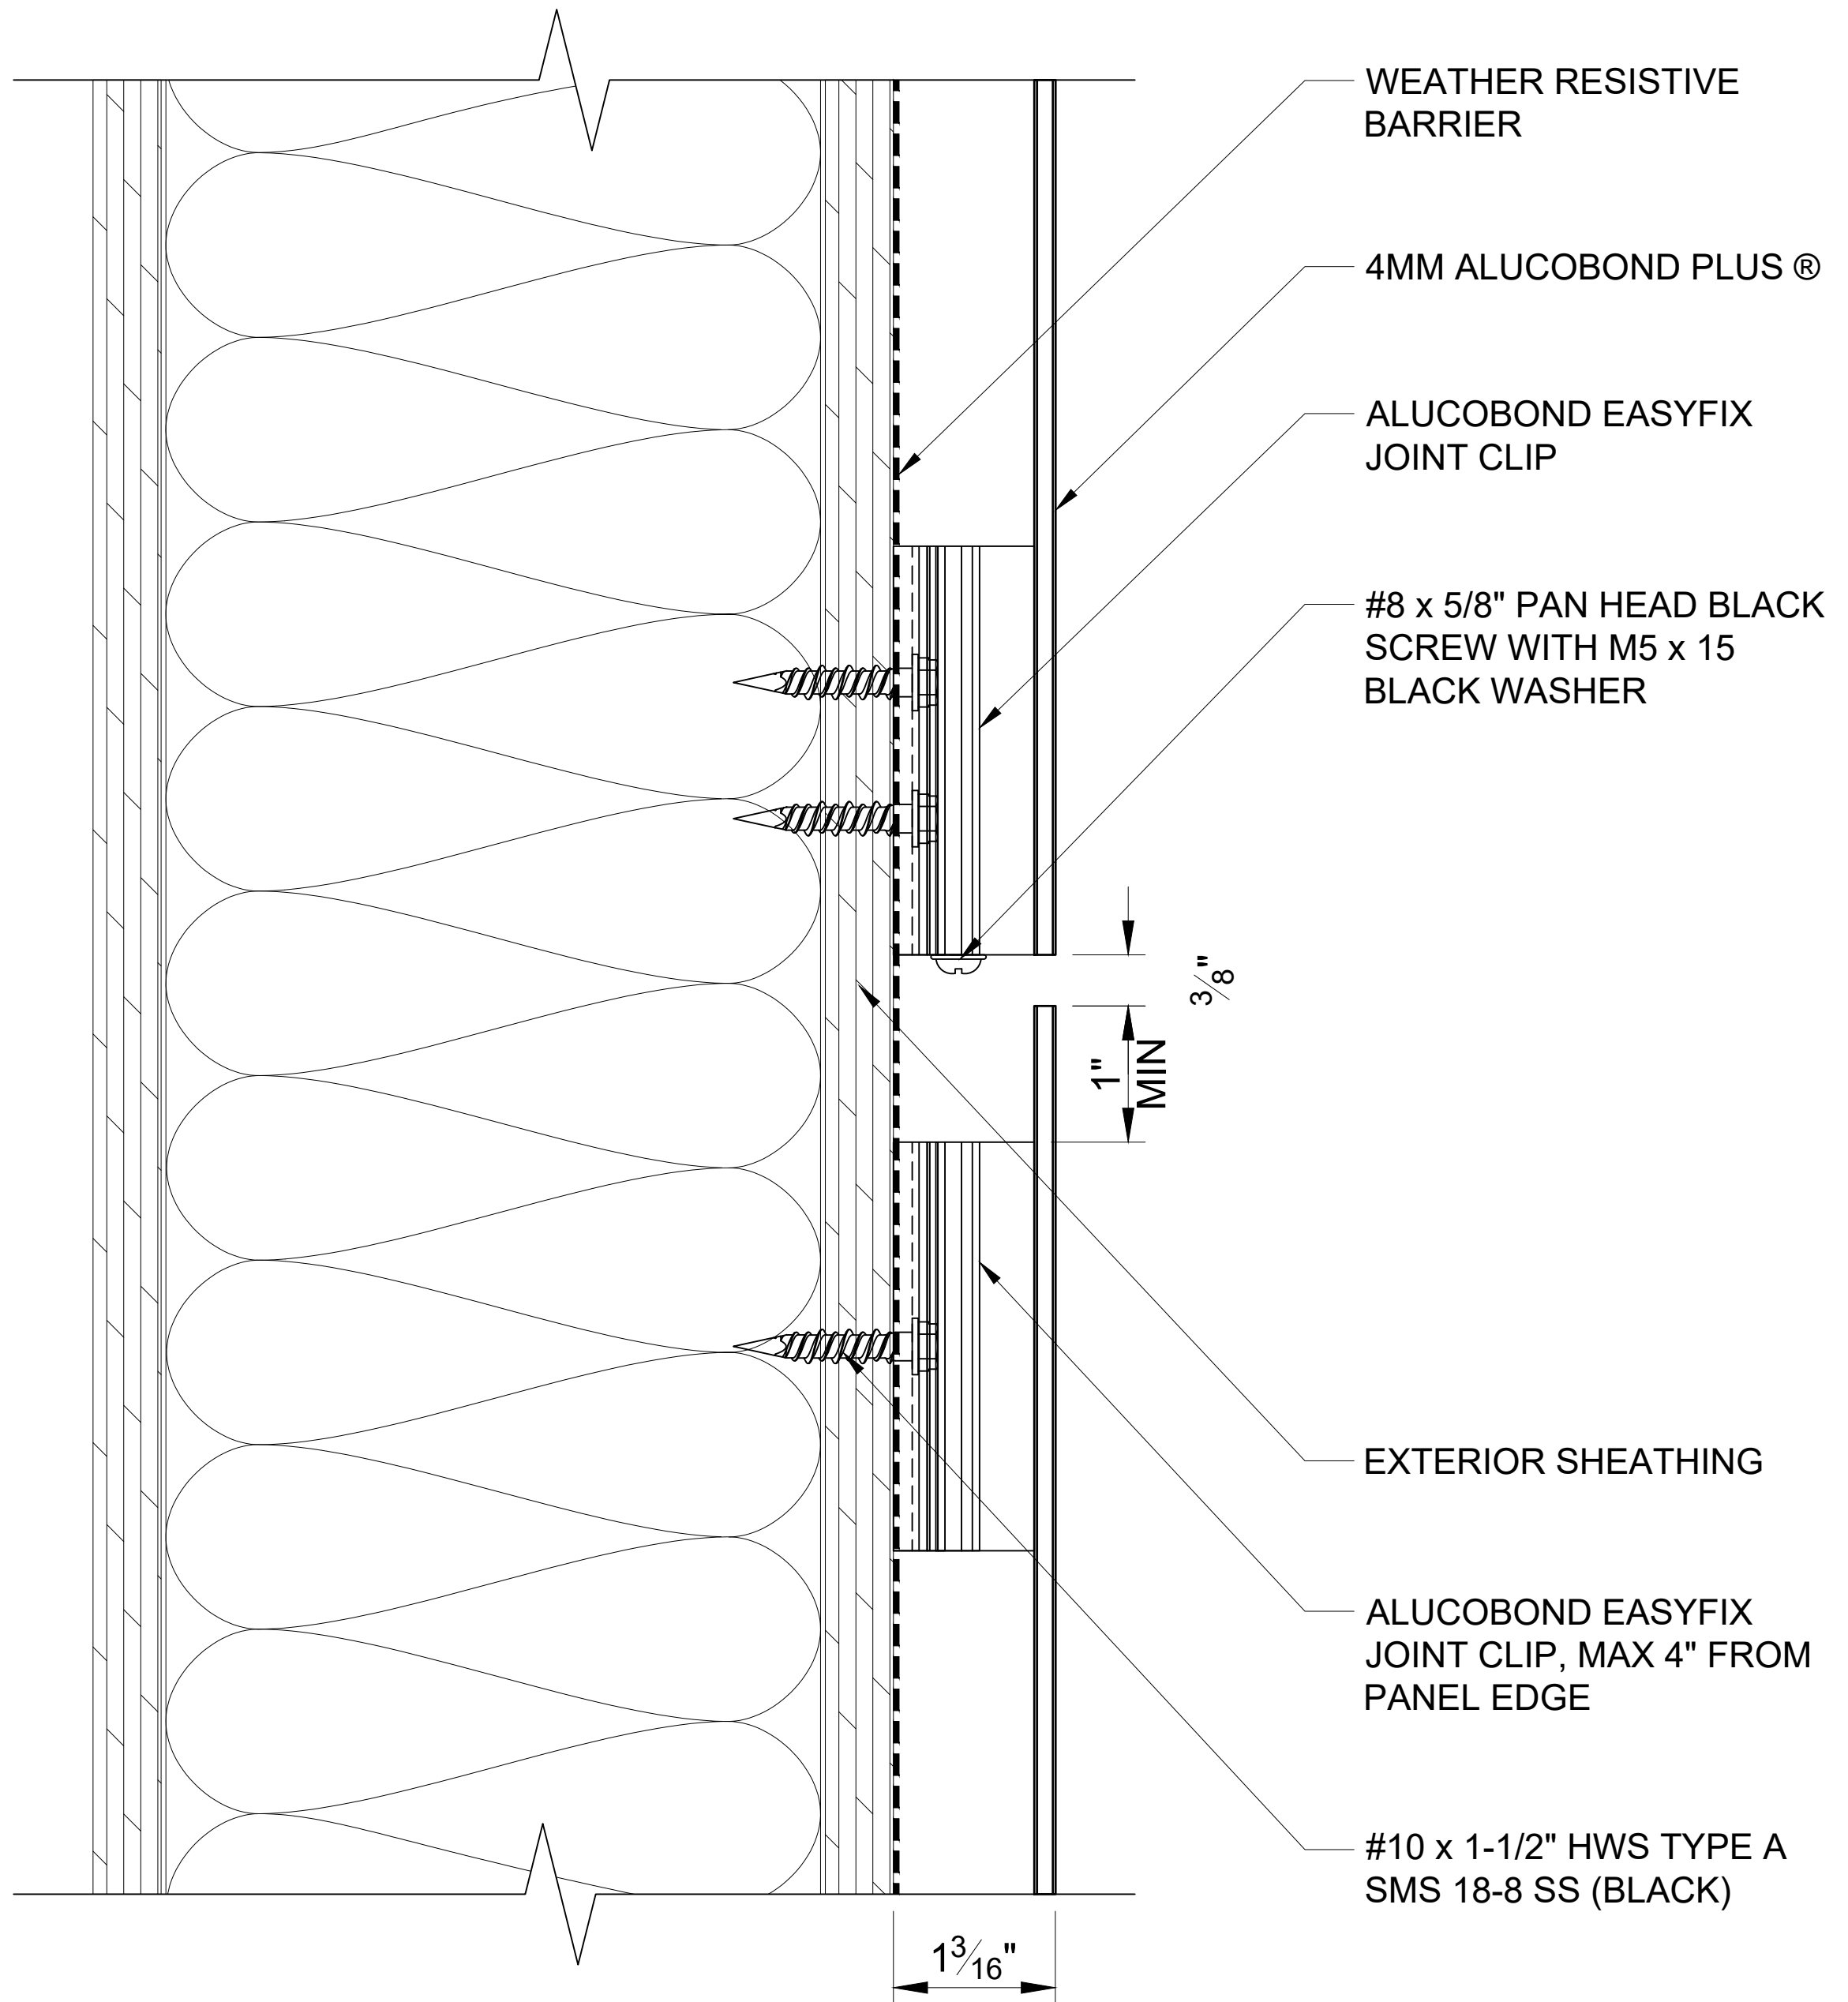 WEATHER RESISTIVE
BARRIER
4MM ALUCOBOND PLUS ®
ALUCOBOND EASYFIX
JOINT CLIP
#8 x 5/8" PAN HEAD BLACK
SCREW WITH M5 x 15
BLACK WASHER
3/8"
1"
MIN
EXTERIOR SHEATHING
ALUCOBOND EASYFIX
JOINT CLIP, MAX 4" FROM
PANEL EDGE
#10 x 1-1/2" HWS TYPE A
SMS 18-8 SS (BLACK)
1 3/16"